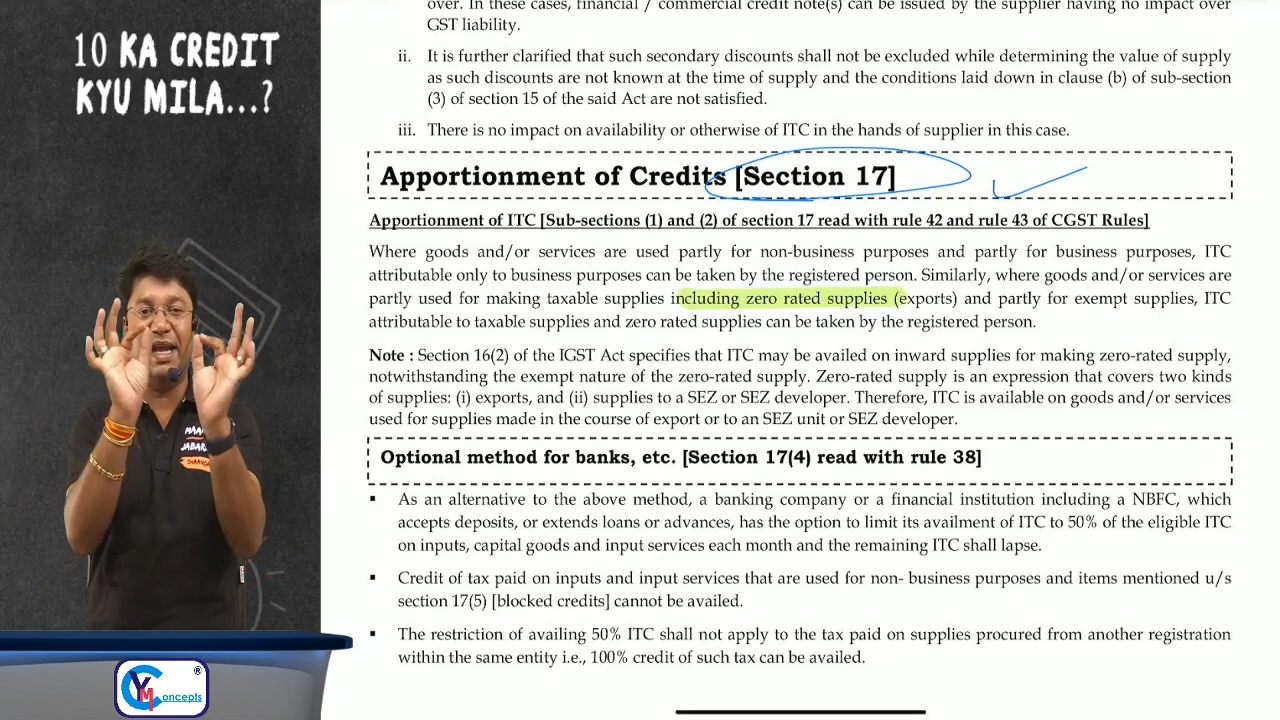 10 KA CREDIT
KYU MILA...?
over. In these cases, financial / commercial credit note(s) can be issued by the supplier having no impact over
GST liability.
ii. It is further clarified that such secondary discounts shall not be excluded while determining the value of supply
as such discounts are not known at the time of supply and the conditions laid down in clause (b) of sub-section
(3) of section 15 of the said Act are not satisfied.
iii. There is no impact on availability or otherwise of ITC in the hands of supplier in this case.
Apportionment of Credits [Section 17]
Apportionment of ITC [Sub-sections (1) and (2) of section 17 read with rule 42 and rule 43 of CGST Rules]
Where goods and/or services are used partly for non-business purposes and partly for business purposes, ITC
attributable only to business purposes can be taken by the registered person. Similarly, where goods and/or services are
partly used for making taxable supplies including zero rated supplies (exports) and partly for exempt supplies, ITC
attributable to taxable supplies and zero rated supplies can be taken by the registered person.
Note : Section 16(2) of the IGST Act specifies that ITC may be availed on inward supplies for making zero-rated supply,
notwithstanding the exempt nature of the zero-rated supply. Zero-rated supply is an expression that covers two kinds
of supplies: (i) exports, and (ii) supplies to a SEZ or SEZ developer. Therefore, ITC is available on goods and/or services
used for supplies made in the course of export or to an SEZ unit or SEZ developer.
Optional method for banks, etc. [Section 17(4) read with rule 38]
▪ As an alternative to the above method, a banking company or a financial institution including a NBFC, which
accepts deposits, or extends loans or advances, has the option to limit its availment of ITC to 50% of the eligible ITC
on inputs, capital goods and input services each month and the remaining ITC shall lapse.
▪ Credit of tax paid on inputs and input services that are used for non- business purposes and items mentioned u/s
section 17(5) [blocked credits] cannot be availed.
▪ The restriction of availing 50% ITC shall not apply to the tax paid on supplies procured from another registration
within the same entity i.e., 100% credit of such tax can be availed.
CYM oncepts ®